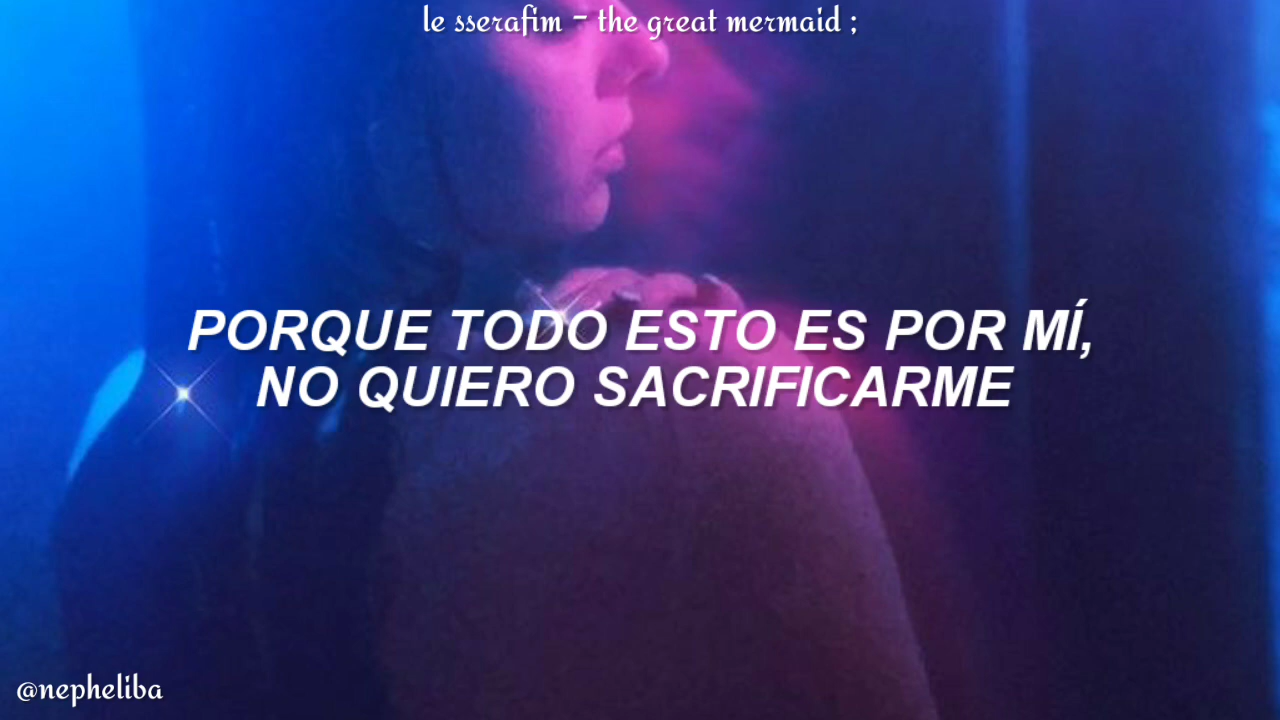 le sserafim - the great mermaid ;
PORQUE TODO ESTO ES POR MÍ,
NO QUIERO SACRIFICARME
@nepheliba